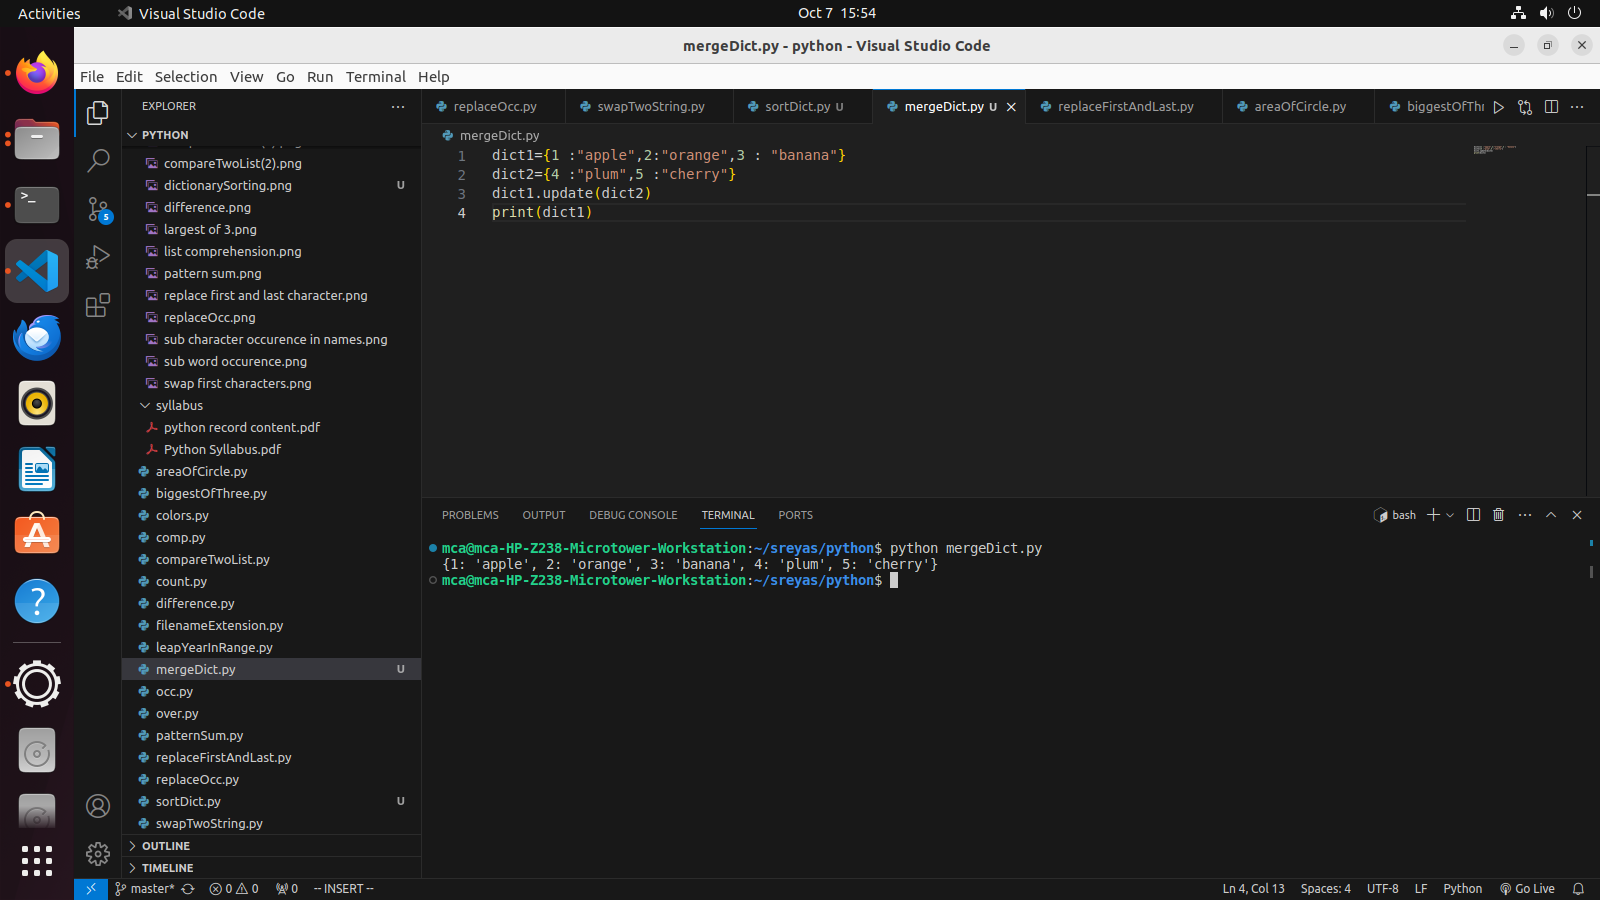 Activities
Visual Studio Code
Oct 7 15:54
mergeDict.py - python - Visual Studio Code
File Edit Selection View Go Run Terminal Help
EXPLORER
PYTHON
compareTwoList(2).png
dictionarySorting.png U
difference.png
largest of 3.png
list comprehension.png
pattern sum.png
replace first and last character.png
replaceOcc.png
sub character occurence in names.png
sub word occurence.png
swap first characters.png
syllabus
python record content.pdf
Python Syllabus.pdf
areaOfCircle.py
biggestOfThree.py
colors.py
comp.py
compareTwoList.py
count.py
difference.py
filenameExtension.py
leapYearInRange.py
mergeDict.py U
occ.py
over.py
patternSum.py
replaceFirstAndLast.py
replaceOcc.py
sortDict.py U
swapTwoString.py
OUTLINE
TIMELINE
5
replaceOcc.py swapTwoString.py sortDict.py U mergeDict.py U replaceFirstAndLast.py areaOfCircle.py biggestOfThr
mergeDict.py
1 dict1={1 :"apple",2:"orange",3 : "banana"}
2 dict2={4 :"plum",5 :"cherry"}
3 dict1.update(dict2)
4 print(dict1)
PROBLEMS OUTPUT DEBUG CONSOLE TERMINAL PORTS
bash
mca@mca-HP-Z238-Microtower-Workstation:~/sreyas/python$ python mergeDict.py
{1: 'apple', 2: 'orange', 3: 'banana', 4: 'plum', 5: 'cherry'}
mca@mca-HP-Z238-Microtower-Workstation:~/sreyas/python$
master* 0 0 0 -- INSERT --
Ln 4, Col 13 Spaces: 4 UTF-8 LF Python Go Live